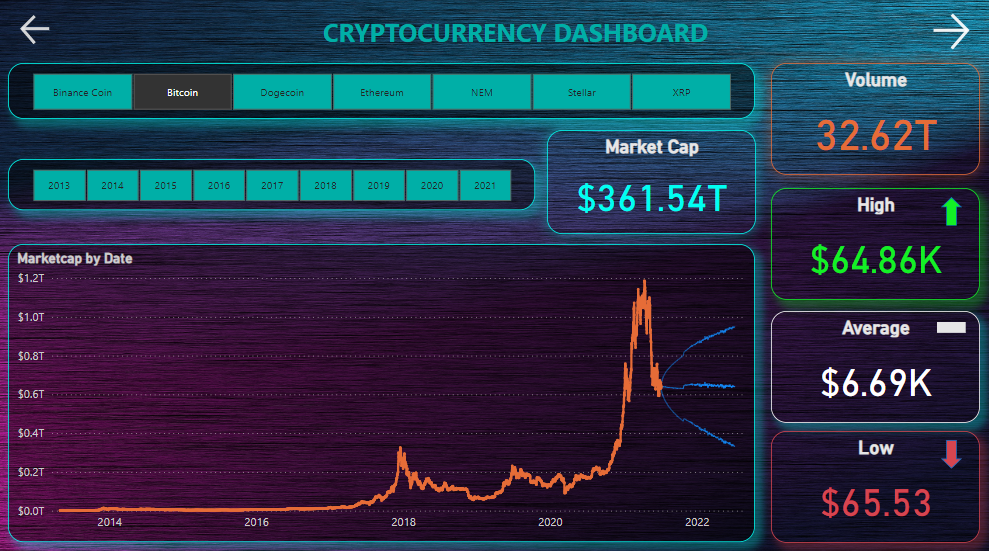 CRYPTOCURRENCY DASHBOARD
Binance Coin Bitcoin Dogecoin Ethereum NEM Stellar XRP
2013 2014 2015 2016 2017 2018 2019 2020 2021
Market Cap
$361.54T
Volume
32.62T
High
$64.86K
Average
$6.69K
Low
$65.53
Marketcap by Date
$1.2T
$1.0T
$0.8T
$0.6T
$0.4T
$0.2T
$0.0T
2014 2016 2018 2020 2022